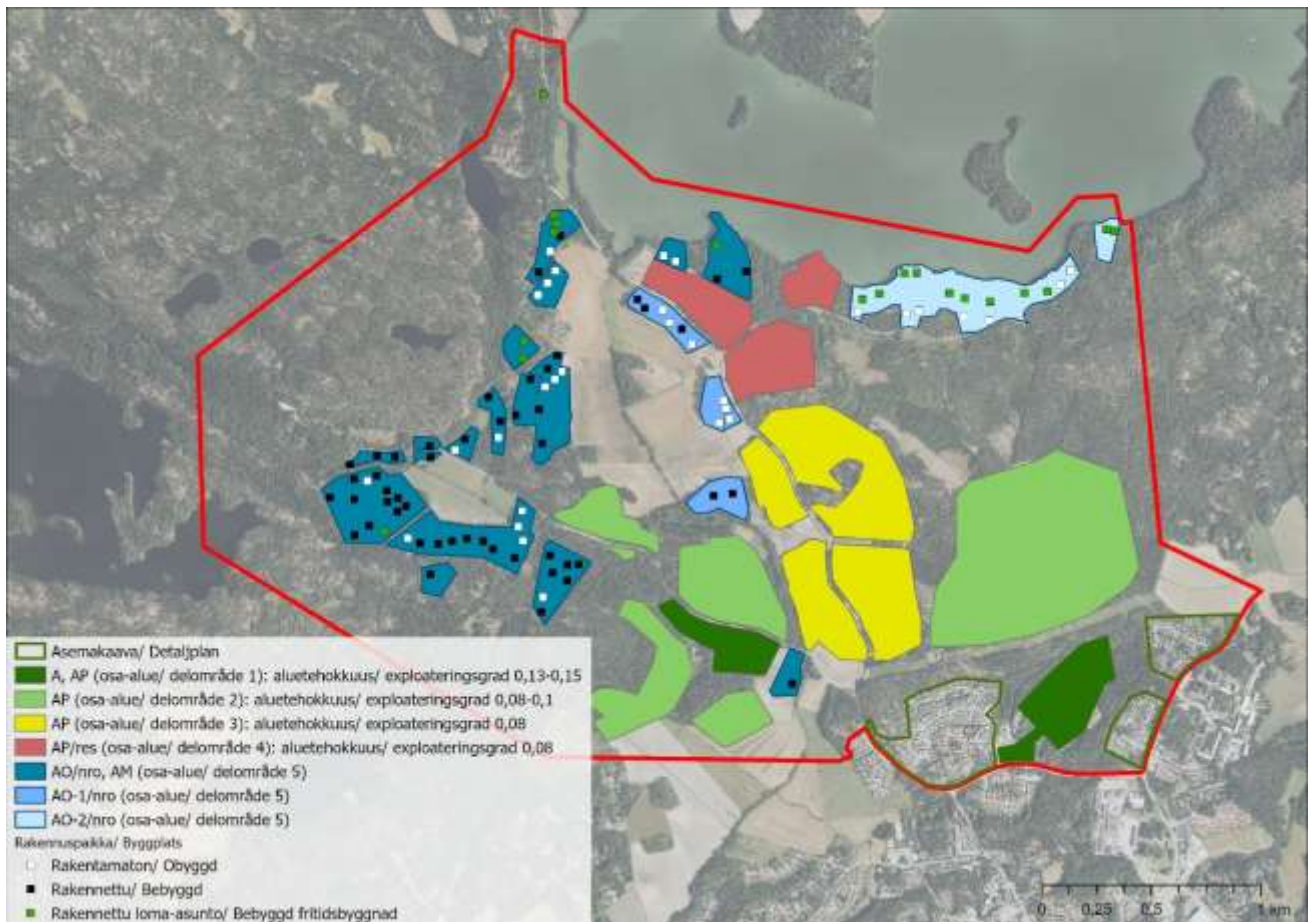 Asemakaava/ Detaljplan
A, AP (osa-alue/ delområde 1): aluetehokkuus/ exploateringsgrad 0,13-0,15
AP (osa-alue/ delområde 2): aluetehokkuus/ exploateringsgrad 0,08-0,1
AP (osa-alue/ delområde 3): aluetehokkuus/ exploateringsgrad 0,08
AP/res (osa-alue/ delområde 4): aluetehokkuus/ exploateringsgrad 0,08
AO/nro, AM (osa-alue/ delområde 5)
AO-1/nro (osa-alue/ delområde 5)
AO-2/nro (osa-alue/ delområde 5)
Rakennuspaikka/ Byggplats
Rakentamaton/ Obyggd
Rakennettu/ Bebyggd
Rakennettu loma-asunto/ Bebyggd fritidsbyggnad
0 0,25 0,5 1 km